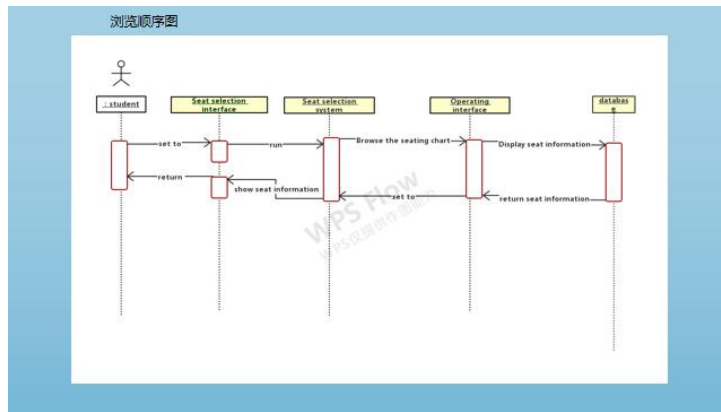 浏览顺序图
: student
Seat selection
interface
Seat selection
system
Operating
interface
databas
e
set to
run
Browse the seating chart
Display seat information
return
show seat information
set to
return seat information
WPS Flow